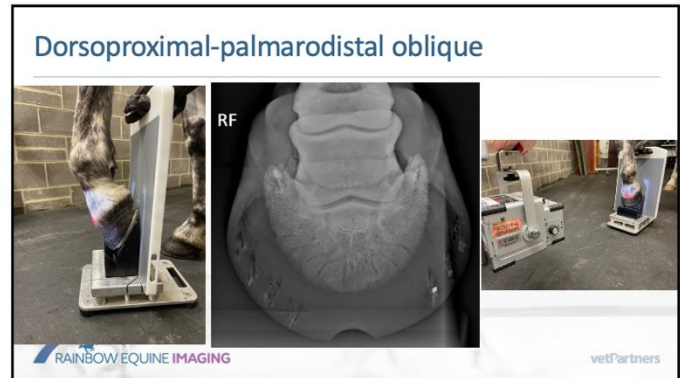 Dorsoproximal-palmarodistal oblique
RF
RAINBOW EQUINE IMAGING
vetPartners